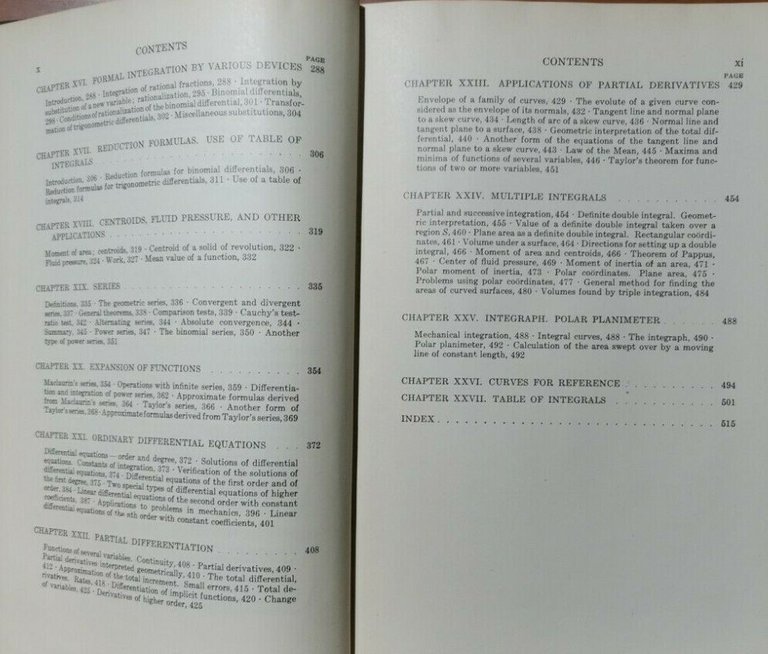 x
CONTENTS
PAGE
CHAPTER XVI. FORMAL INTEGRATION BY VARIOUS DEVICES 288
Introduction, 288 · Integration of rational fractions, 288 · Integration by
substitution of a new variable; rationalization, 295 · Binomial differentials,
298 · Conditions of rationalization of the binomial differential, 301 · Transfor-
mation of trigonometric differentials, 302 · Miscellaneous substitutions, 304
CHAPTER XVII. REDUCTION FORMULAS. USE OF TABLE OF
INTEGRALS . . . . . . . . . . . . . . 306
Introduction, 306 · Reduction formulas for binomial differentials, 306 ·
Reduction formulas for trigonometric differentials, 311 · Use of a table of
integrals, 314
CHAPTER XVIII. CENTROIDS, FLUID PRESSURE, AND OTHER
APPLICATIONS . . . . . . . . . . . . . . 319
Moment of area; centroids, 319 · Centroid of a solid of revolution, 322 ·
Fluid pressure, 324 · Work, 327 · Mean value of a function, 332
CHAPTER XIX. SERIES . . . . . . . . . . . . . . 335
Definitions, 335 · The geometric series, 336 · Convergent and divergent
series, 337 · General theorems, 338 · Comparison tests, 339 · Cauchy's test-
ratio test, 342 · Alternating series, 344 · Absolute convergence, 344 ·
Summary, 345 · Power series, 347 · The binomial series, 350 · Another
type of power series, 351
CHAPTER XX. EXPANSION OF FUNCTIONS . . . . . . . . 354
Maclaurin's series, 354 · Operations with infinite series, 359 · Differentia-
tion and integration of power series, 362 · Approximate formulas derived
from Maclaurin's series, 364 · Taylor's series, 366 · Another form of
Taylor's series, 368 · Approximate formulas derived from Taylor's series, 369
CHAPTER XXI. ORDINARY DIFFERENTIAL EQUATIONS . . . 372
Differential equations — order and degree, 372 · Solutions of differential
equations. Constants of integration, 373 · Verification of the solutions of
differential equations, 374 · Differential equations of the first order and of
the first degree, 375 · Two special types of differential equations of higher
order, 384 · Linear differential equations of the second order with constant
coefficients, 387 · Applications to problems in mechanics, 396 · Linear
differential equations of the nth order with constant coefficients, 401
CHAPTER XXII. PARTIAL DIFFERENTIATION . . . . . . . . 408
Functions of several variables. Continuity, 408 · Partial derivatives, 409 ·
Partial derivatives interpreted geometrically, 410 · The total differential,
412 · Approximation of the total increment. Small errors, 415 · Total de-
rivatives. Rates, 418 · Differentiation of implicit functions, 420 · Change
of variables, 425 · Derivatives of higher order, 425
CONTENTS
xi
PAGE
CHAPTER XXIII. APPLICATIONS OF PARTIAL DERIVATIVES 429
Envelope of a family of curves, 429 · The evolute of a given curve con-
sidered as the envelope of its normals, 432 · Tangent line and normal plane
to a skew curve, 434 · Length of arc of a skew curve, 436 · Normal line and
tangent plane to a surface, 438 · Geometric interpretation of the total dif-
ferential, 440 · Another form of the equations of the tangent line and
normal plane to a skew curve, 443 · Law of the Mean, 445 · Maxima and
minima of functions of several variables, 446 · Taylor's theorem for func-
tions of two or more variables, 451
CHAPTER XXIV. MULTIPLE INTEGRALS . . . . . . . . . . 454
Partial and successive integration, 454 · Definite double integral. Geomet-
ric interpretation, 455 · Value of a definite double integral taken over a
region S, 460 · Plane area as a definite double integral. Rectangular coordi-
nates, 461 · Volume under a surface, 464 · Directions for setting up a double
integral, 466 · Moment of area and centroids, 466 · Theorem of Pappus,
467 · Center of fluid pressure, 469 · Moment of inertia of an area, 471 ·
Polar moment of inertia, 473 · Polar coördinates. Plane area, 475 ·
Problems using polar coördinates, 477 · General method for finding the
areas of curved surfaces, 480 · Volumes found by triple integration, 484
CHAPTER XXV. INTEGRAPH. POLAR PLANIMETER . . . . . . 488
Mechanical integration, 488 · Integral curves, 488 · The integraph, 490 ·
Polar planimeter, 492 · Calculation of the area swept over by a moving
line of constant length, 492
CHAPTER XXVI. CURVES FOR REFERENCE . . . . . . . . . 494
CHAPTER XXVII. TABLE OF INTEGRALS . . . . . . . . . . 501
INDEX . . . . . . . . . . . . . . . . . . . . . . . . . . . . 515